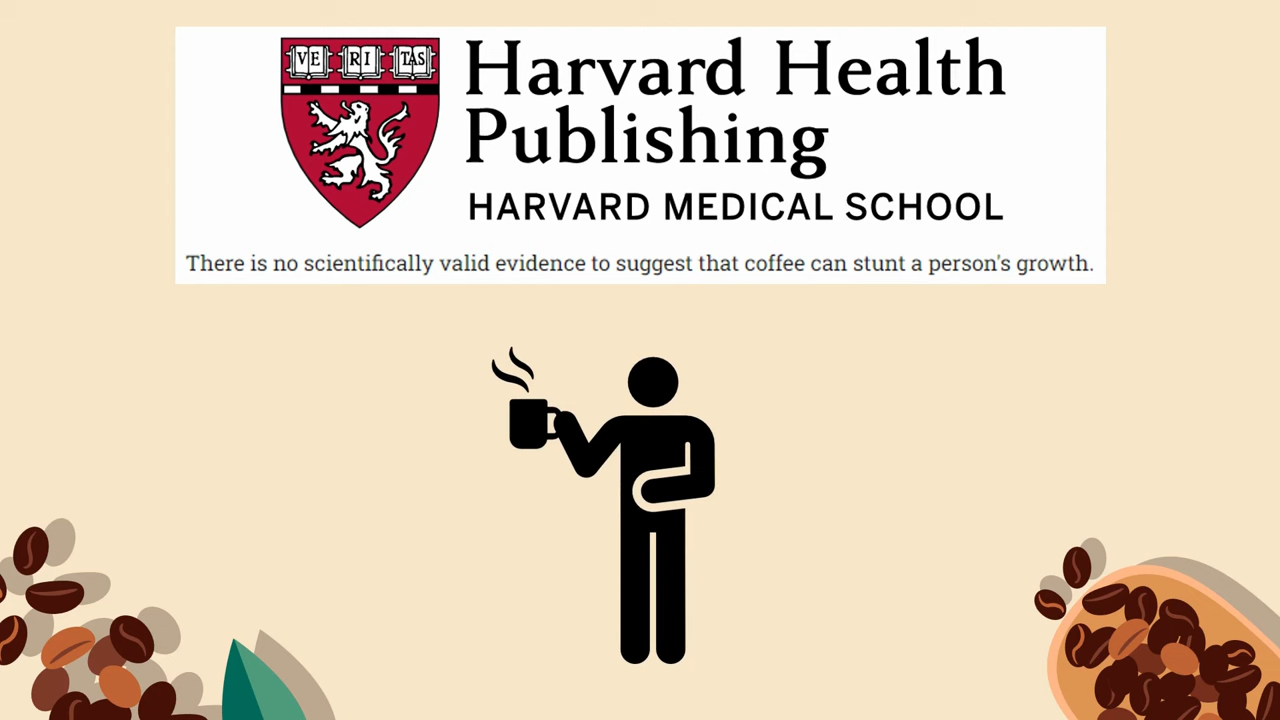 VE RI TAS
Harvard Health
Publishing
HARVARD MEDICAL SCHOOL
There is no scientifically valid evidence to suggest that coffee can stunt a person's growth.